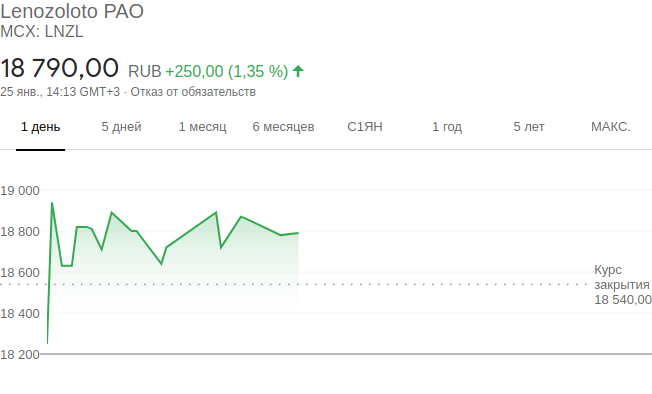 Lenozoloto PAO
MCX: LNZL
18 790,00 RUB +250,00 (1,35 %)
25 янв., 14:13 GMT+3 · Отказ от обязательств
1 день 5 дней 1 месяц 6 месяцев С1ЯН 1 год 5 лет МАКС.
19 000
18 800
18 600
18 400
18 200
Курс
закрытия
18 540,00